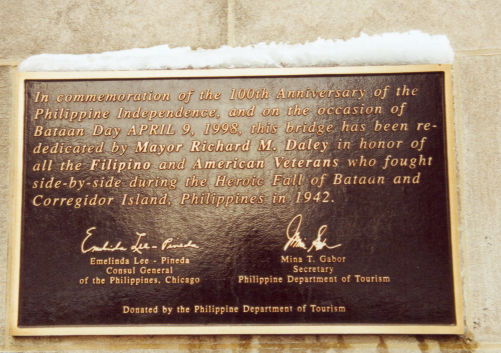 In commemoration of the 100th Anniversary of the
Philippine Independence, and on the occasion of
Bataan Day APRIL 9, 1998, this bridge has been re-
dedicated by Mayor Richard M. Daley in honor of
all the Filipino and American Veterans who fought
side-by-side during the Heroic Fall of Bataan and
Corregidor Island, Philippines in 1942.
Emelinda Lee - Pineda
Emelinda Lee - Pineda
Consul General
of the Philippines, Chicago
Mina T. Gabor
Secretary
Philippine Department of Tourism
Donated by the Philippine Department of Tourism